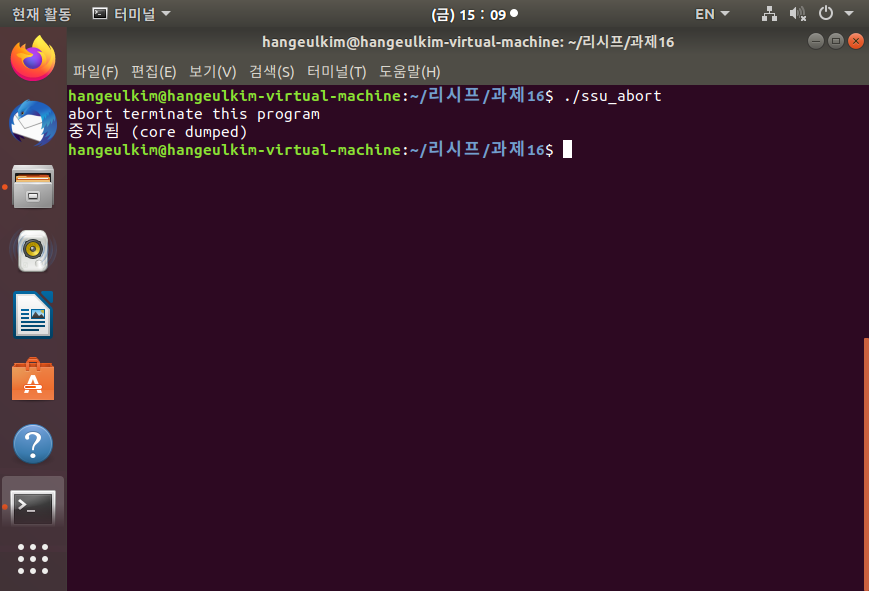 현재 활동 터미널 (금) 15 : 09 EN
hangeulkim@hangeulkim-virtual-machine: ~/리시프/과제16
파일(F) 편집(E) 보기(V) 검색(S) 터미널(T) 도움말(H)
hangeulkim@hangeulkim-virtual-machine:~/리시프/과제16$ ./ssu_abort
abort terminate this program
중지됨 (core dumped)
hangeulkim@hangeulkim-virtual-machine:~/리시프/과제16$